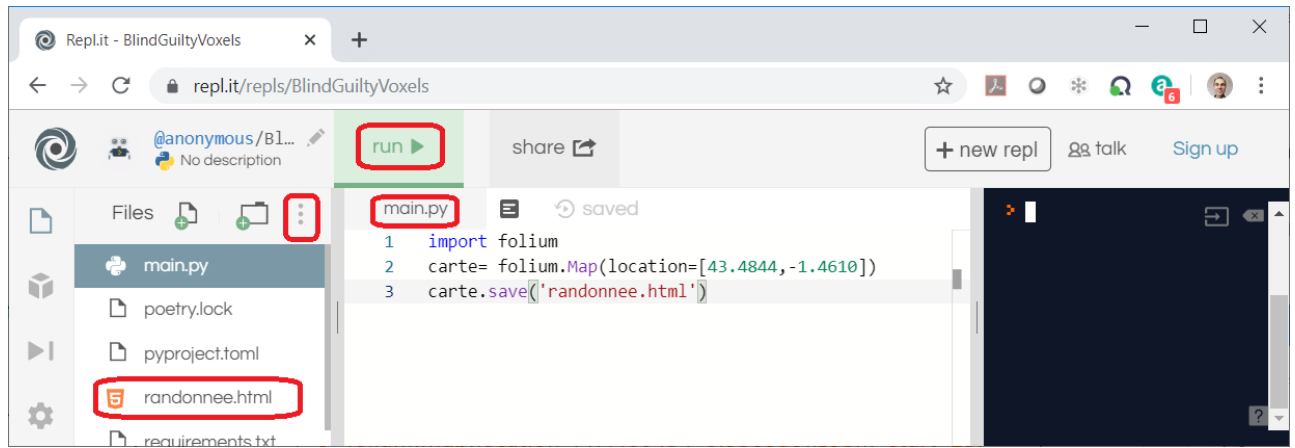 Repl.it - BlindGuiltyVoxels
repl.it/repls/BlindGuiltyVoxels
6
@anonymous/Bl...
No description
run
share
+ new repl
talk
Sign up
Files
main.py
saved
main.py
poetry.lock
pyproject.toml
randonnee.html
requirements.txt
1 import folium
2 carte= folium.Map(location=[43.4844,-1.4610])
3 carte.save('randonnee.html')
>
?